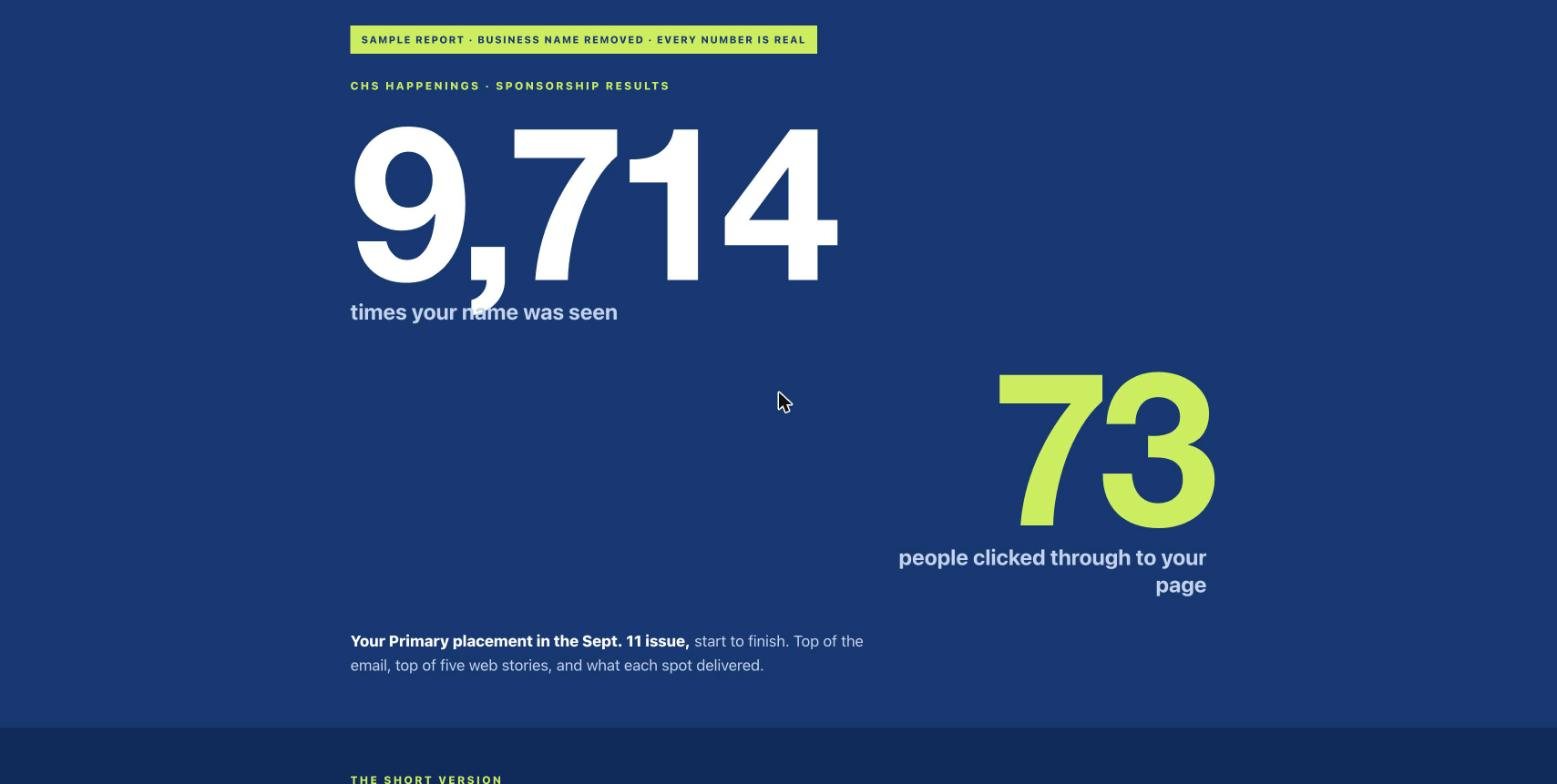 SAMPLE REPORT · BUSINESS NAME REMOVED · EVERY NUMBER IS REAL
CHS HAPPENINGS · SPONSORSHIP RESULTS
9,714
times your name was seen
73
people clicked through to your
page
Your Primary placement in the Sept. 11 issue, start to finish. Top of the
email, top of five web stories, and what each spot delivered.
THE SHORT VERSION